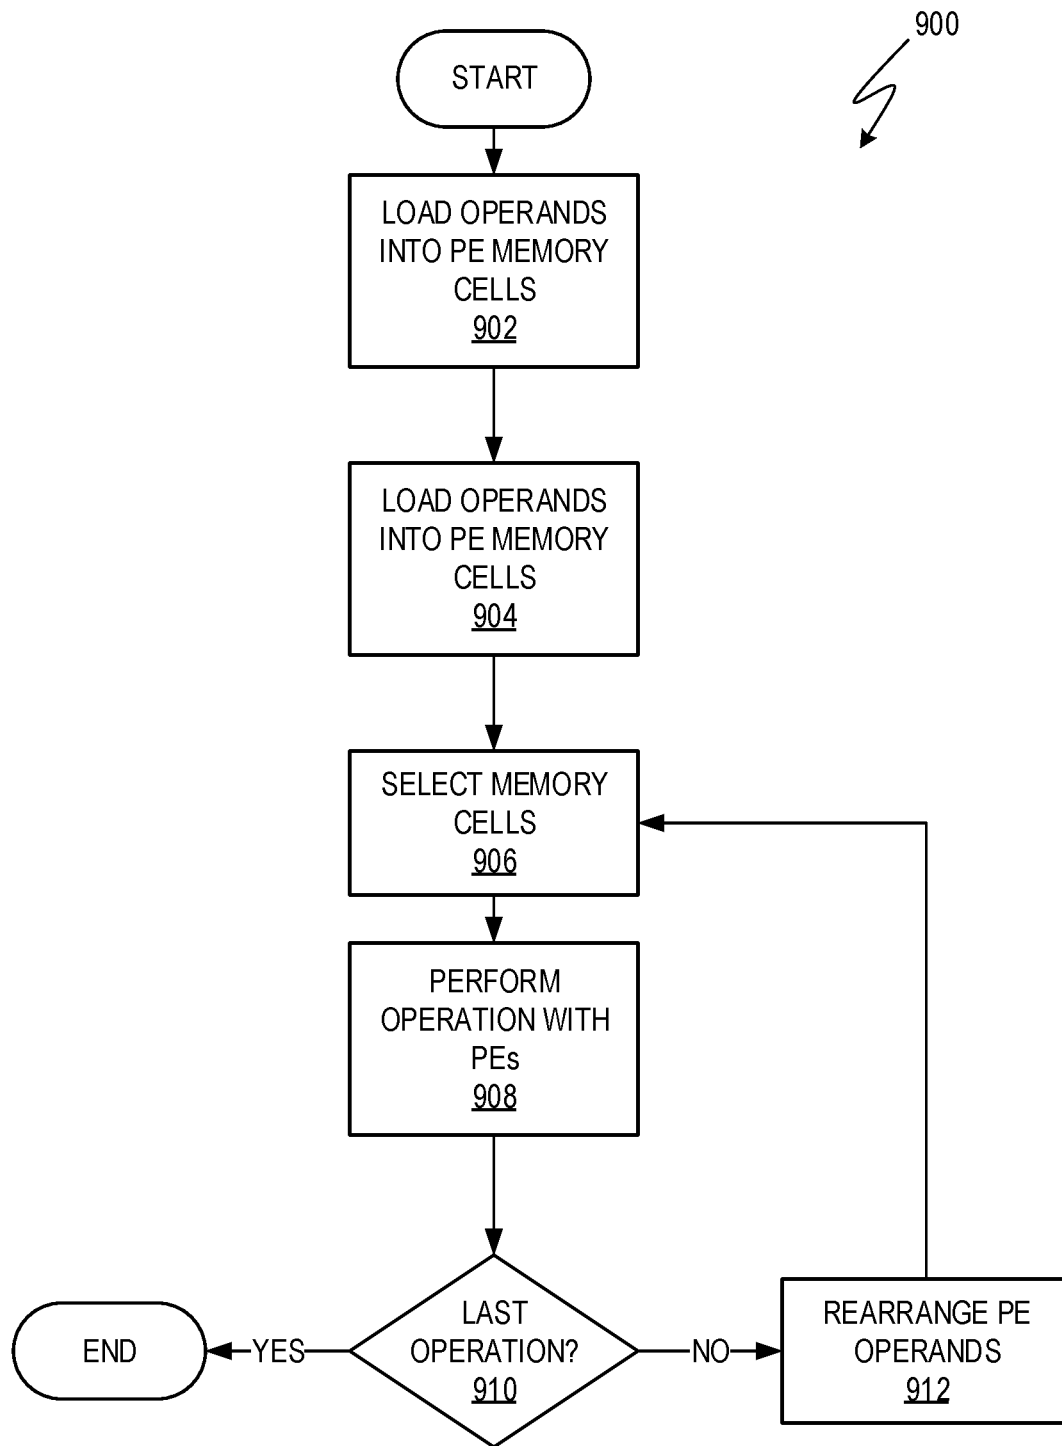 900
START
LOAD OPERANDS
INTO PE MEMORY
CELLS
902
LOAD OPERANDS
INTO PE MEMORY
CELLS
904
SELECT MEMORY
CELLS
906
PERFORM
OPERATION WITH
PEs
908
LAST
OPERATION?
910
YES
END
NO
REARRANGE PE
OPERANDS
912